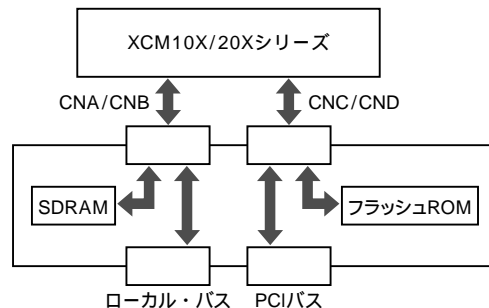 XCM10X/20Xシリーズ
CNA/CNB
CNC/CND
SDRAM
フラッシュROM
ローカル・バス
PCIバス